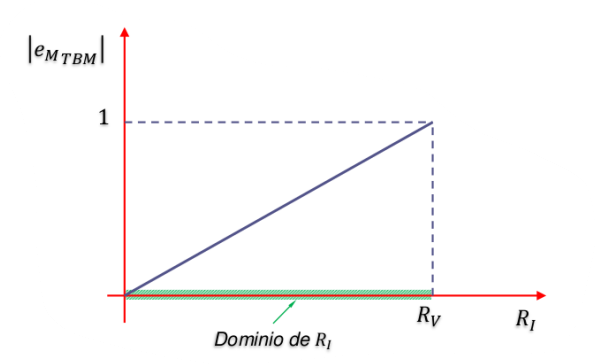 |e_{M_{TBM}}|
1
R_V
R_I
Dominio de R_I